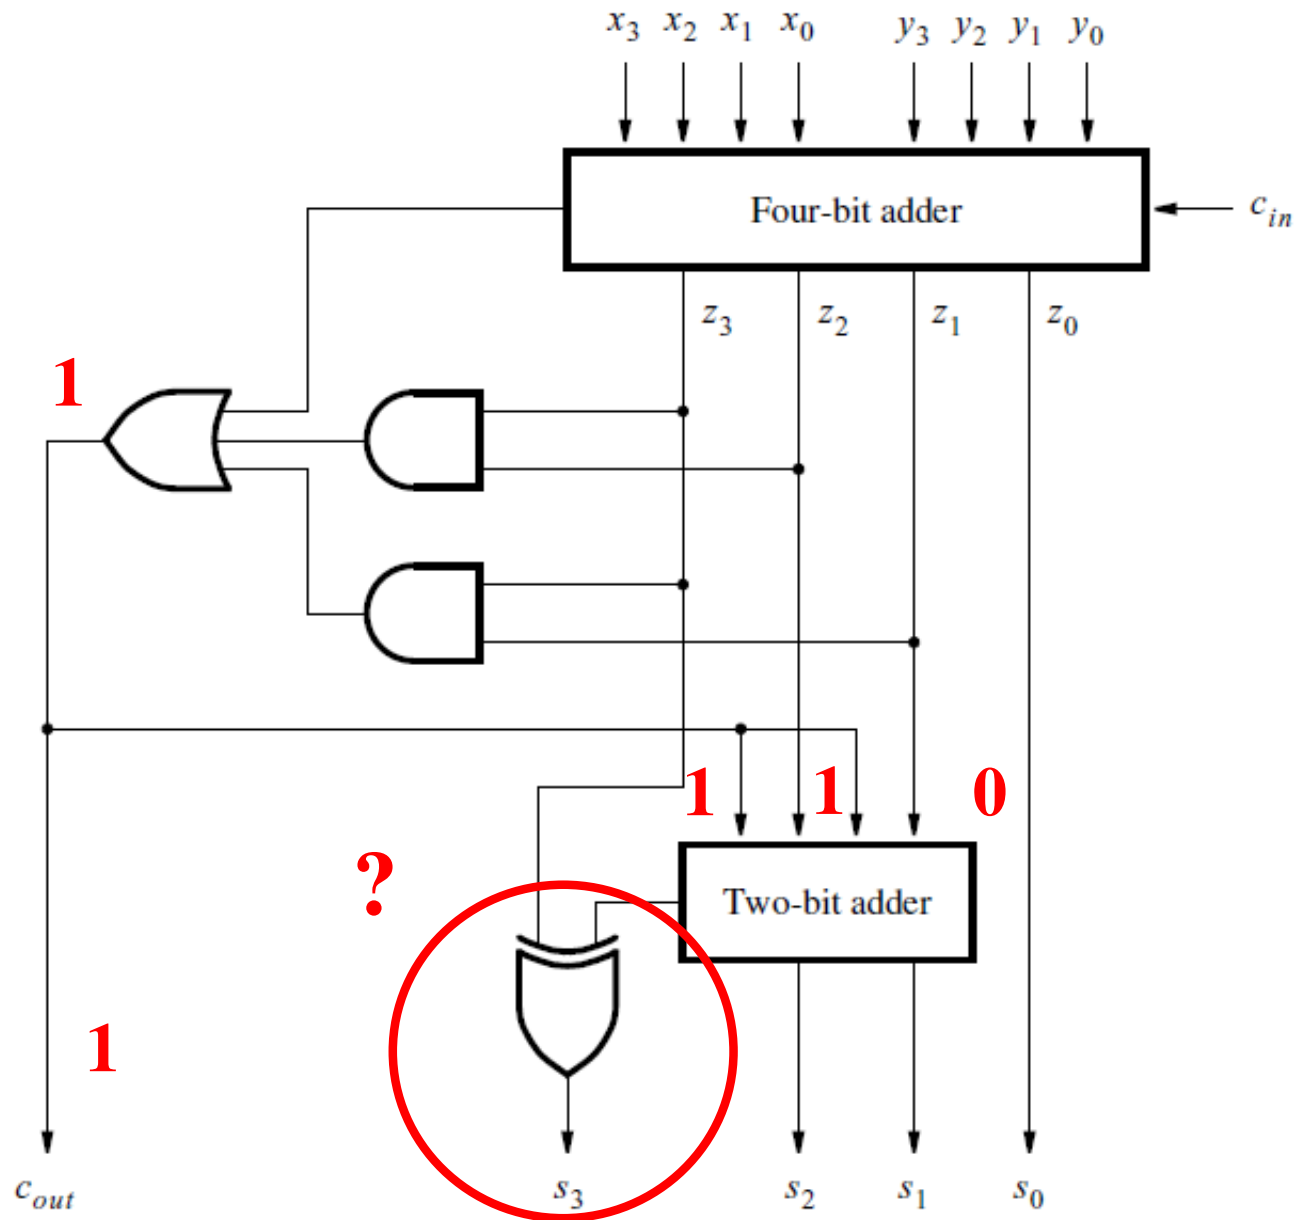 x3 x2 x1 x0 y3 y2 y1 y0
Four-bit adder
cin
z3 z2 z1 z0
1
1 1 0
?
Two-bit adder
1
cout s3 s2 s1 s0